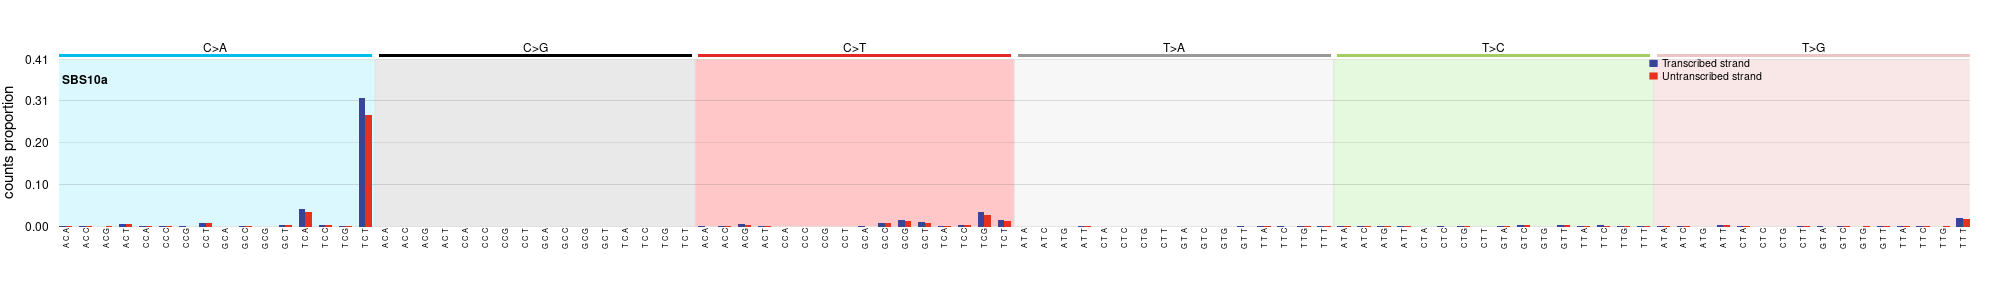 C>A C>G C>T T>A T>C T>G
0.41
SBS10a
Transcribed strand
Untranscribed strand
0.31
0.20
0.10
0.00
counts proportion
ACA ACC ACG ACT CCA CCC CCG CCT GCA GCC GCG GCT TCA TCC TCG TCT ACA ACC ACG ACT CCA CCC CCG CCT GCA GCC GCG GCT TCA TCC TCG TCT ACA ACC ACG ACT CCA CCC CCG CCT GCA GCC GCG GCT TCA TCC TCG TCT ATA ATC ATG ATT CTA CTC CTG CTT GTA GTC GTG GTT TTA TTC TTG TTT ATA ATC ATG ATT CTA CTC CTG CTT GTA GTC GTG GTT TTA TTC TTG TTT ATA ATC ATG ATT CTA CTC CTG CTT GTA GTC GTG GTT TTA TTC TTG TTT